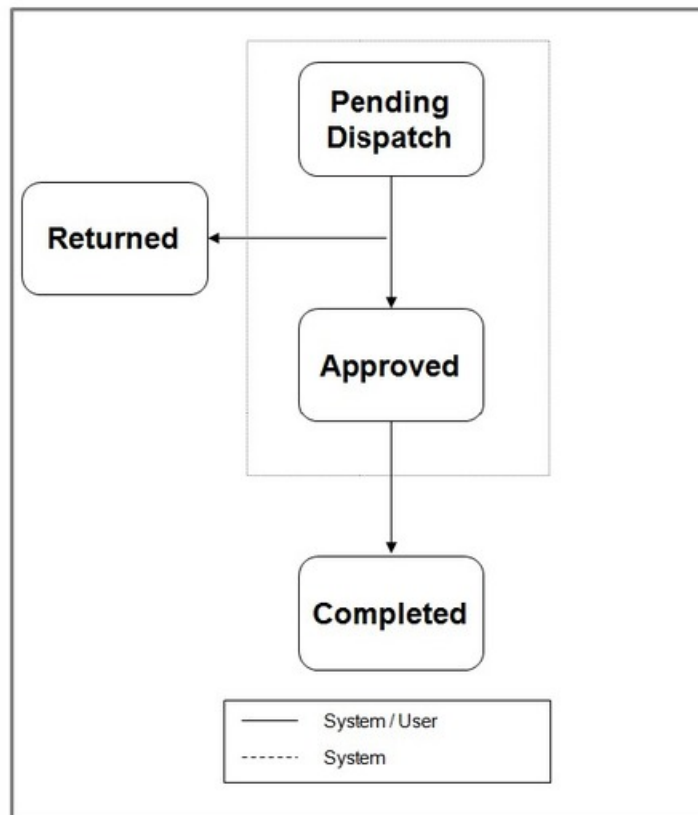 Pending
Dispatch
Returned
Approved
Completed
System / User
System